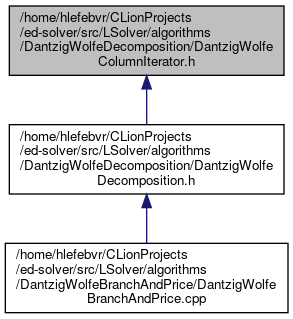 /home/hlefebvr/CLionProjects
/ed-solver/src/LSolver/algorithms
/DantzigWolfeDecomposition/DantzigWolfe
ColumnIterator.h
/home/hlefebvr/CLionProjects
/ed-solver/src/LSolver/algorithms
/DantzigWolfeDecomposition/DantzigWolfe
Decomposition.h
/home/hlefebvr/CLionProjects
/ed-solver/src/LSolver/algorithms
/DantzigWolfeBranchAndPrice/DantzigWolfe
BranchAndPrice.cpp